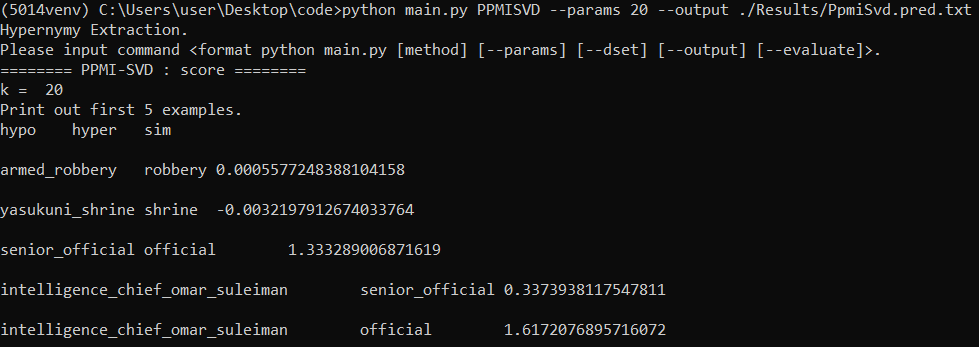 (5014venv) C:\Users\user\Desktop\code>python main.py PPMISVD --params 20 --output ./Results/PpmiSvd.pred.txt
Hypernymy Extraction.
Please input command <format python main.py [method] [--params] [--dset] [--output] [--evaluate]>.
======== PPMI-SVD : score ========
k =  20
Print out first 5 examples.
hypo    hyper   sim
armed_robbery   robbery 0.0005577248388104158
yasukuni_shrine shrine  -0.0032197912674033764
senior_official official        1.333289006871619
intelligence_chief_omar_suleiman        senior_official 0.3373938117547811
intelligence_chief_omar_suleiman        official        1.6172076895716072